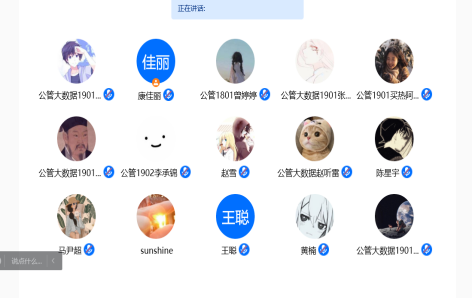 正在讲话:
佳丽
公管大数据1901...
康佳丽
公管1801曾婷婷
公管大数据1901张...
公管1901买热阿...
公管大数据1901...
公管1902李承锡
赵雪
公管大数据赵听雷
陈星宇
王聪
马尹超
sunshine
王聪
黄楠
公管大数据1901...
说点什么...